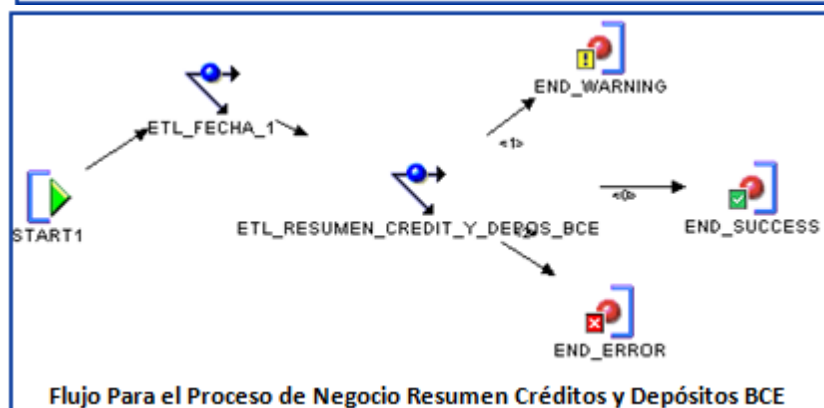 END_WARNING
ETL_FECHA_1
<1>
START1
ETL_RESUMEN_CREDIT_Y_DEPOS_BCE
<0>
END_SUCCESS
END_ERROR
Flujo Para el Proceso de Negocio Resumen Créditos y Depósitos BCE